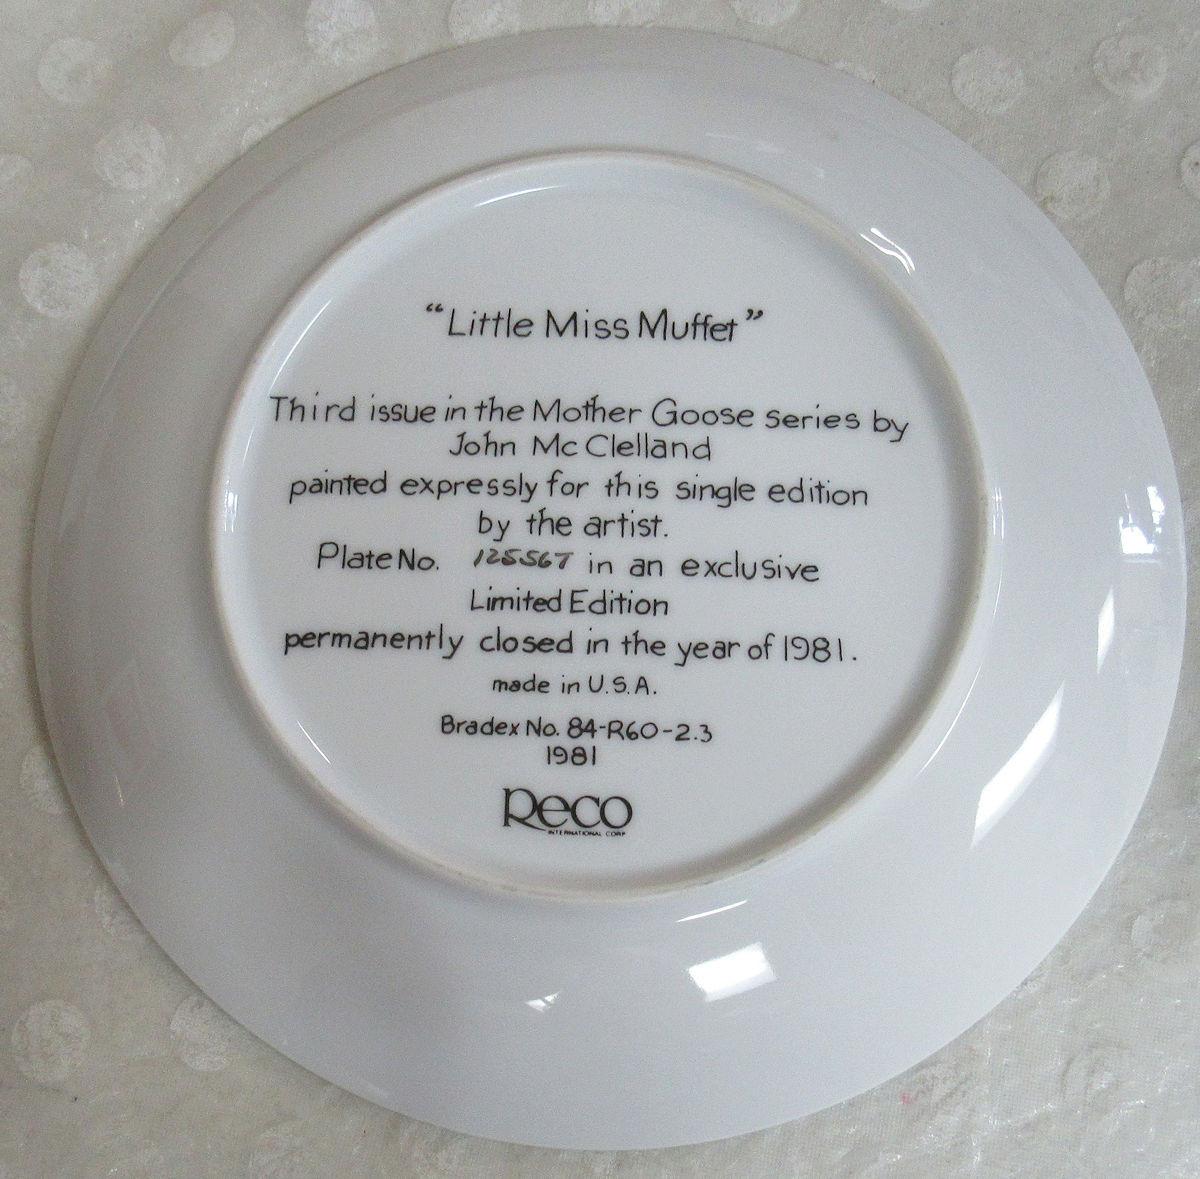 “Little Miss Muffet”
Third issue in the Mother Goose series by
John McClelland
painted expressly for this single edition
by the artist.
Plate No. 125567 in an exclusive
Limited Edition
permanently closed in the year of 1981.
made in U.S.A.
Bradex No. 84-R60-2.3
1981
Reco
INTERNATIONAL CORP